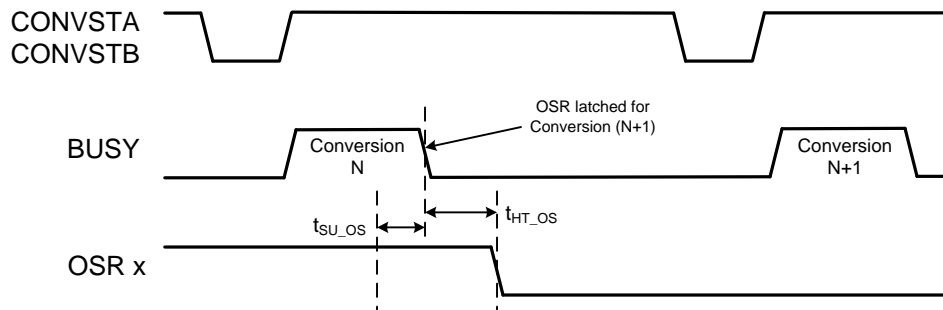 CONVSTA
CONVSTB
OSR latched for
Conversion (N+1)
BUSY
Conversion
N
Conversion
N+1
tSU_OS
tHT_OS
OSR x